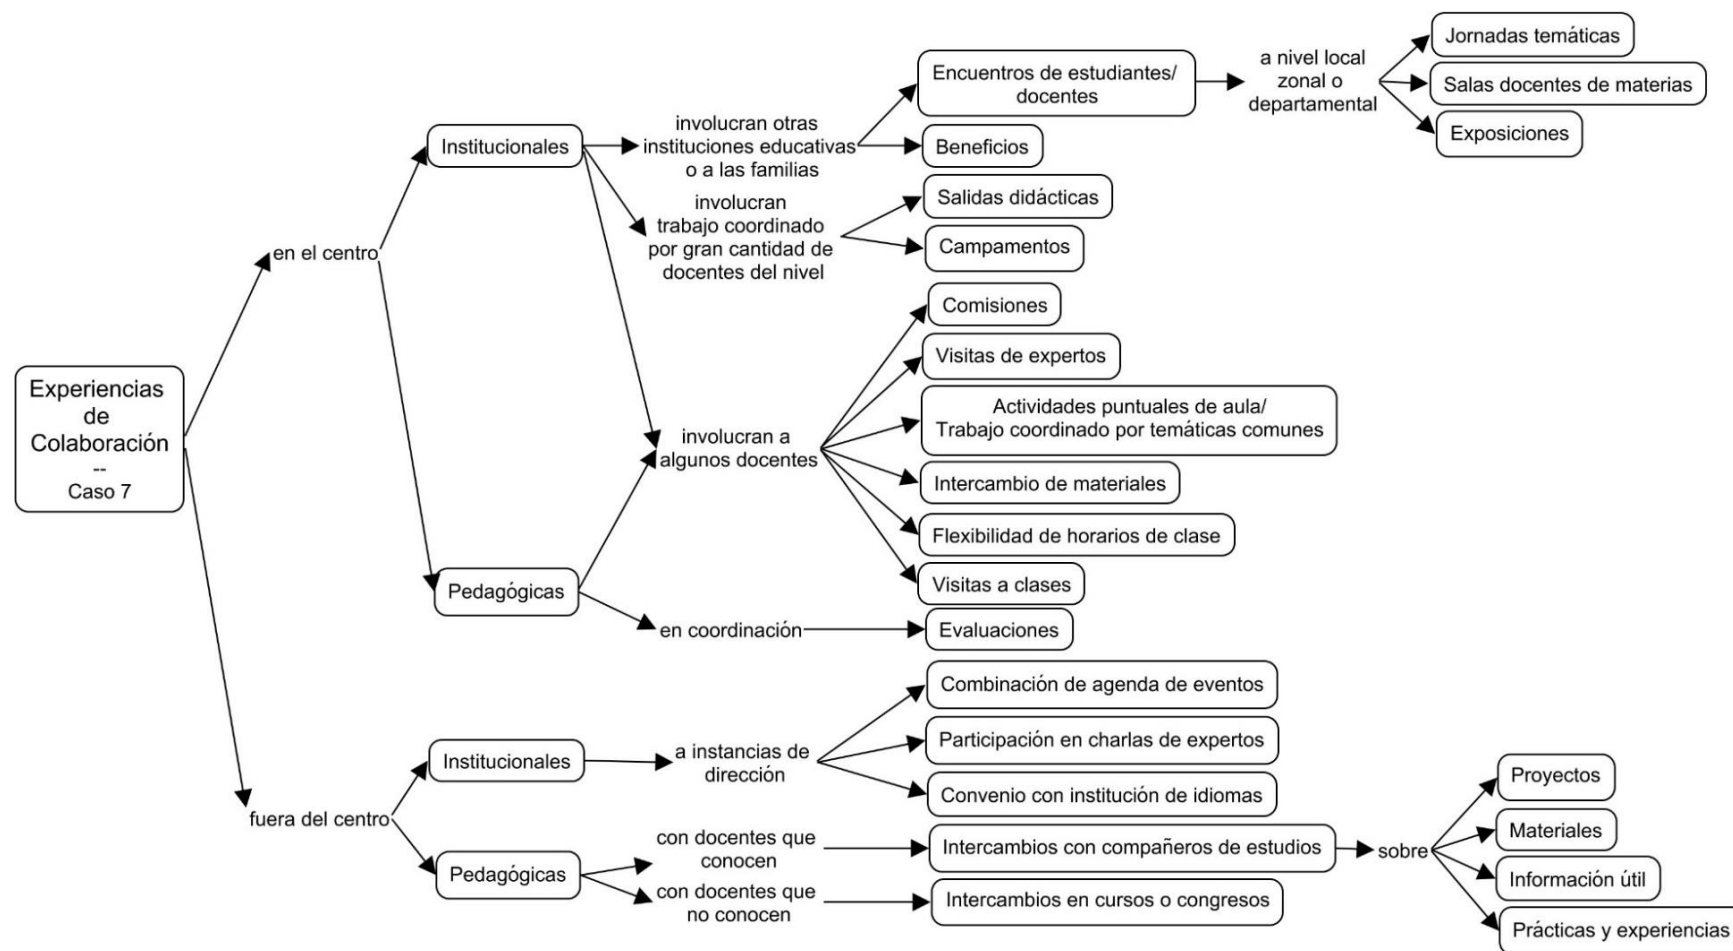 Experiencias
de
Colaboración
--
Caso 7
en el centro
Institucionales
involucran otras
instituciones educativas
o a las familias
Encuentros de estudiantes/
docentes
a nivel local
zonal o
departamental
Jornadas temáticas
Salas docentes de materias
Exposiciones
Beneficios
involucran
trabajo coordinado
por gran cantidad de
docentes del nivel
Salidas didácticas
Campamentos
Pedagógicas
involucran a
algunos docentes
Comisiones
Visitas de expertos
Actividades puntuales de aula/
Trabajo coordinado por temáticas comunes
Intercambio de materiales
Flexibilidad de horarios de clase
Visitas a clases
en coordinación
Evaluaciones
fuera del centro
Institucionales
a instancias de
dirección
Combinación de agenda de eventos
Participación en charlas de expertos
Convenio con institución de idiomas
Pedagógicas
con docentes que
conocen
Intercambios con compañeros de estudios
sobre
Proyectos
Materiales
Información útil
Prácticas y experiencias
con docentes que
no conocen
Intercambios en cursos o congresos